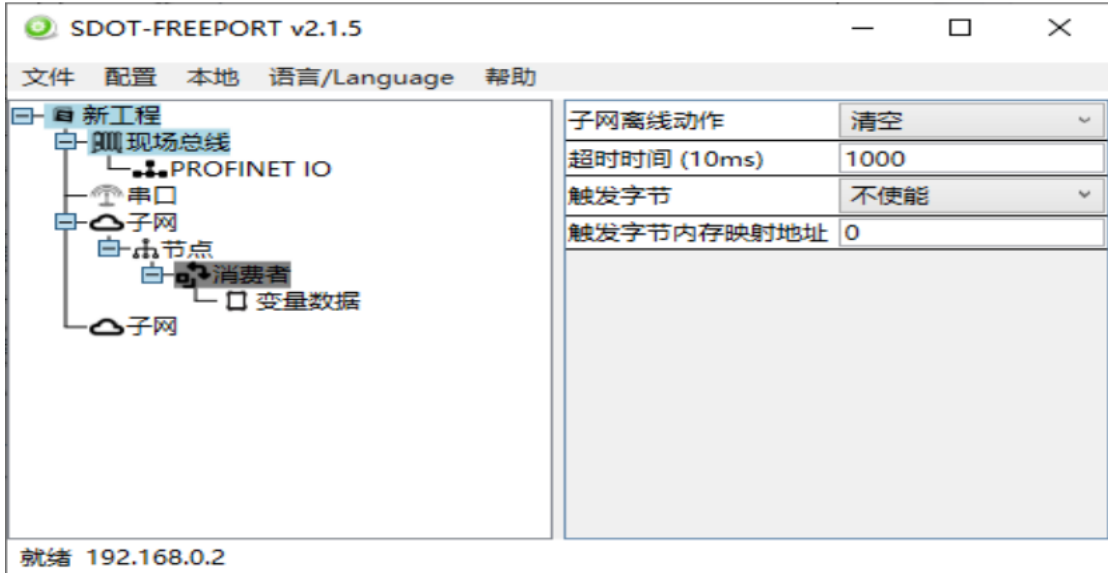 SDOT-FREEPORT v2.1.5
文件 配置 本地 语言/Language 帮助
新工程
现场总线
PROFINET IO
串口
子网
节点
消费者
变量数据
子网
子网离线动作 清空
超时时间 (10ms) 1000
触发字节 不使能
触发字节内存映射地址 0
就绪 192.168.0.2